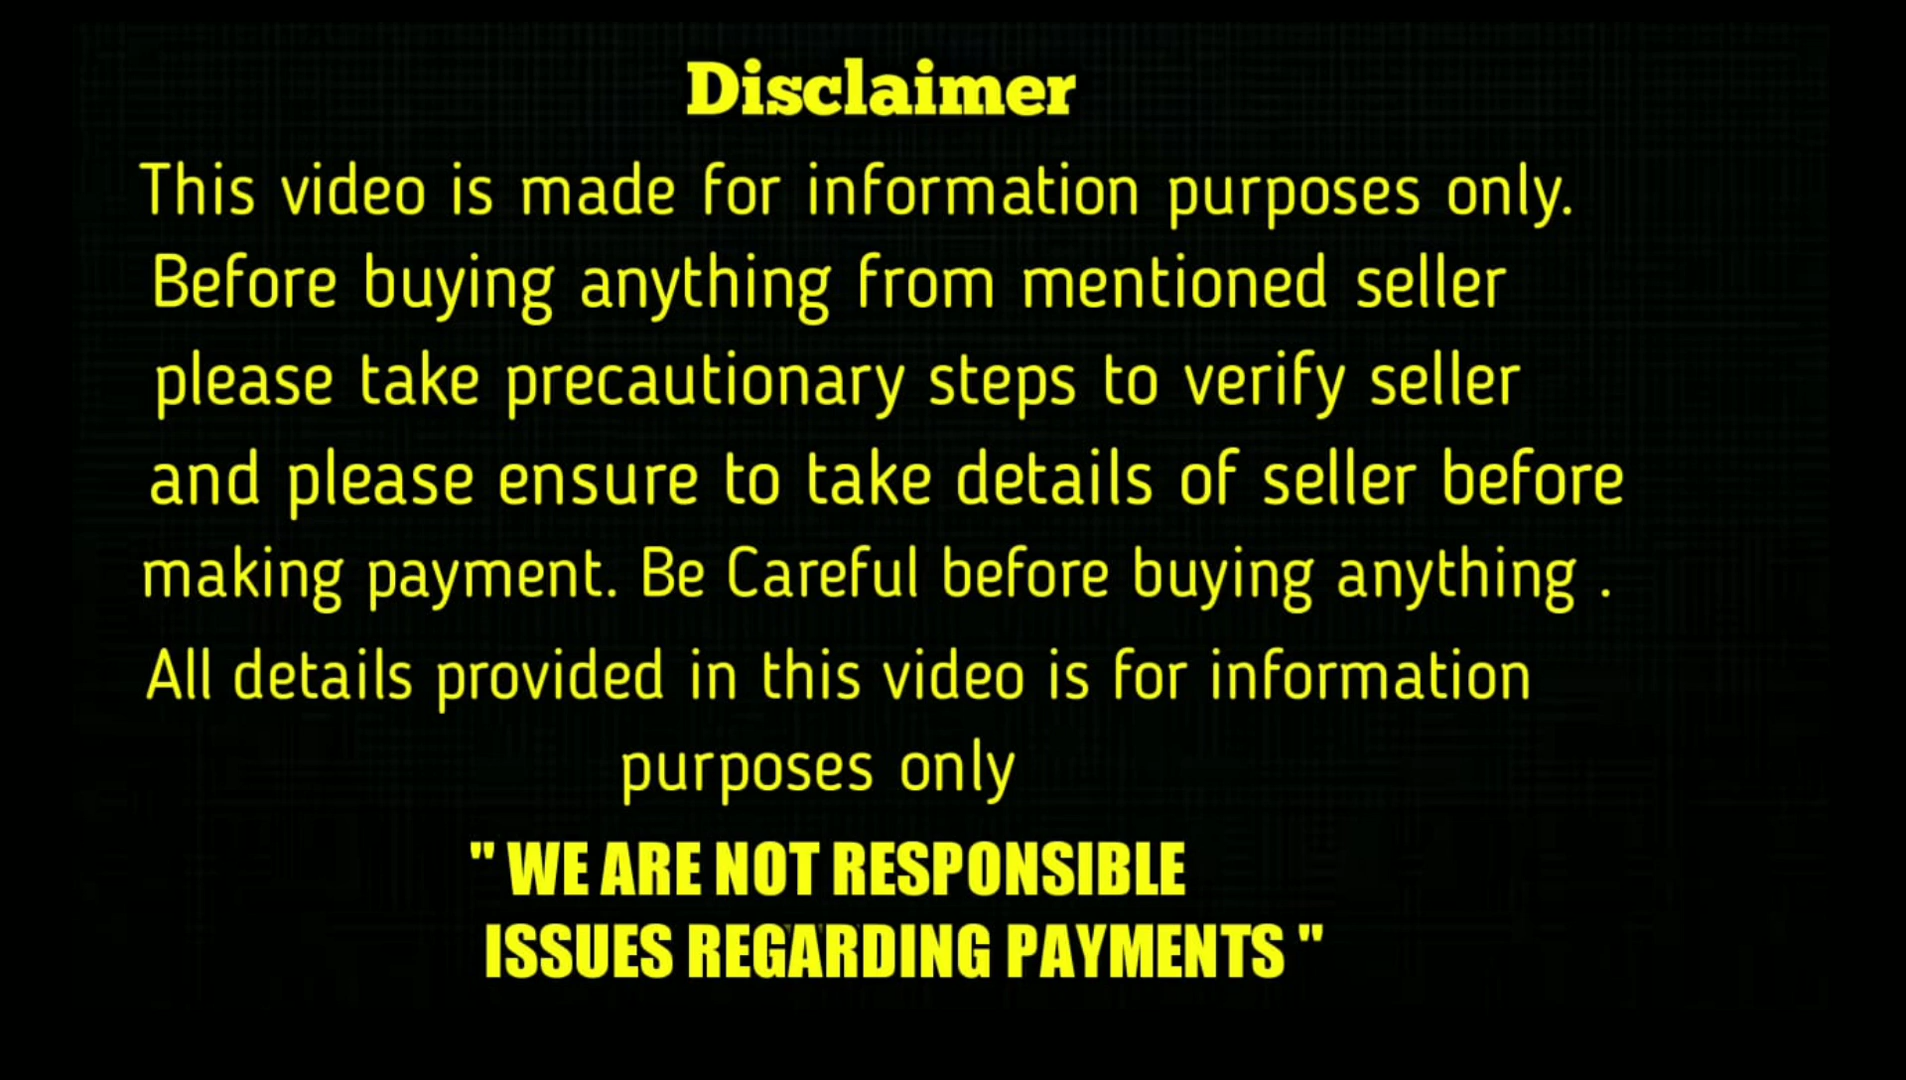 Disclaimer
This video is made for information purposes only.
Before buying anything from mentioned seller
please take precautionary steps to verify seller
and please ensure to take details of seller before
making payment. Be Careful before buying anything .
All details provided in this video is for information
purposes only
" WE ARE NOT RESPONSIBLE
ISSUES REGARDING PAYMENTS "